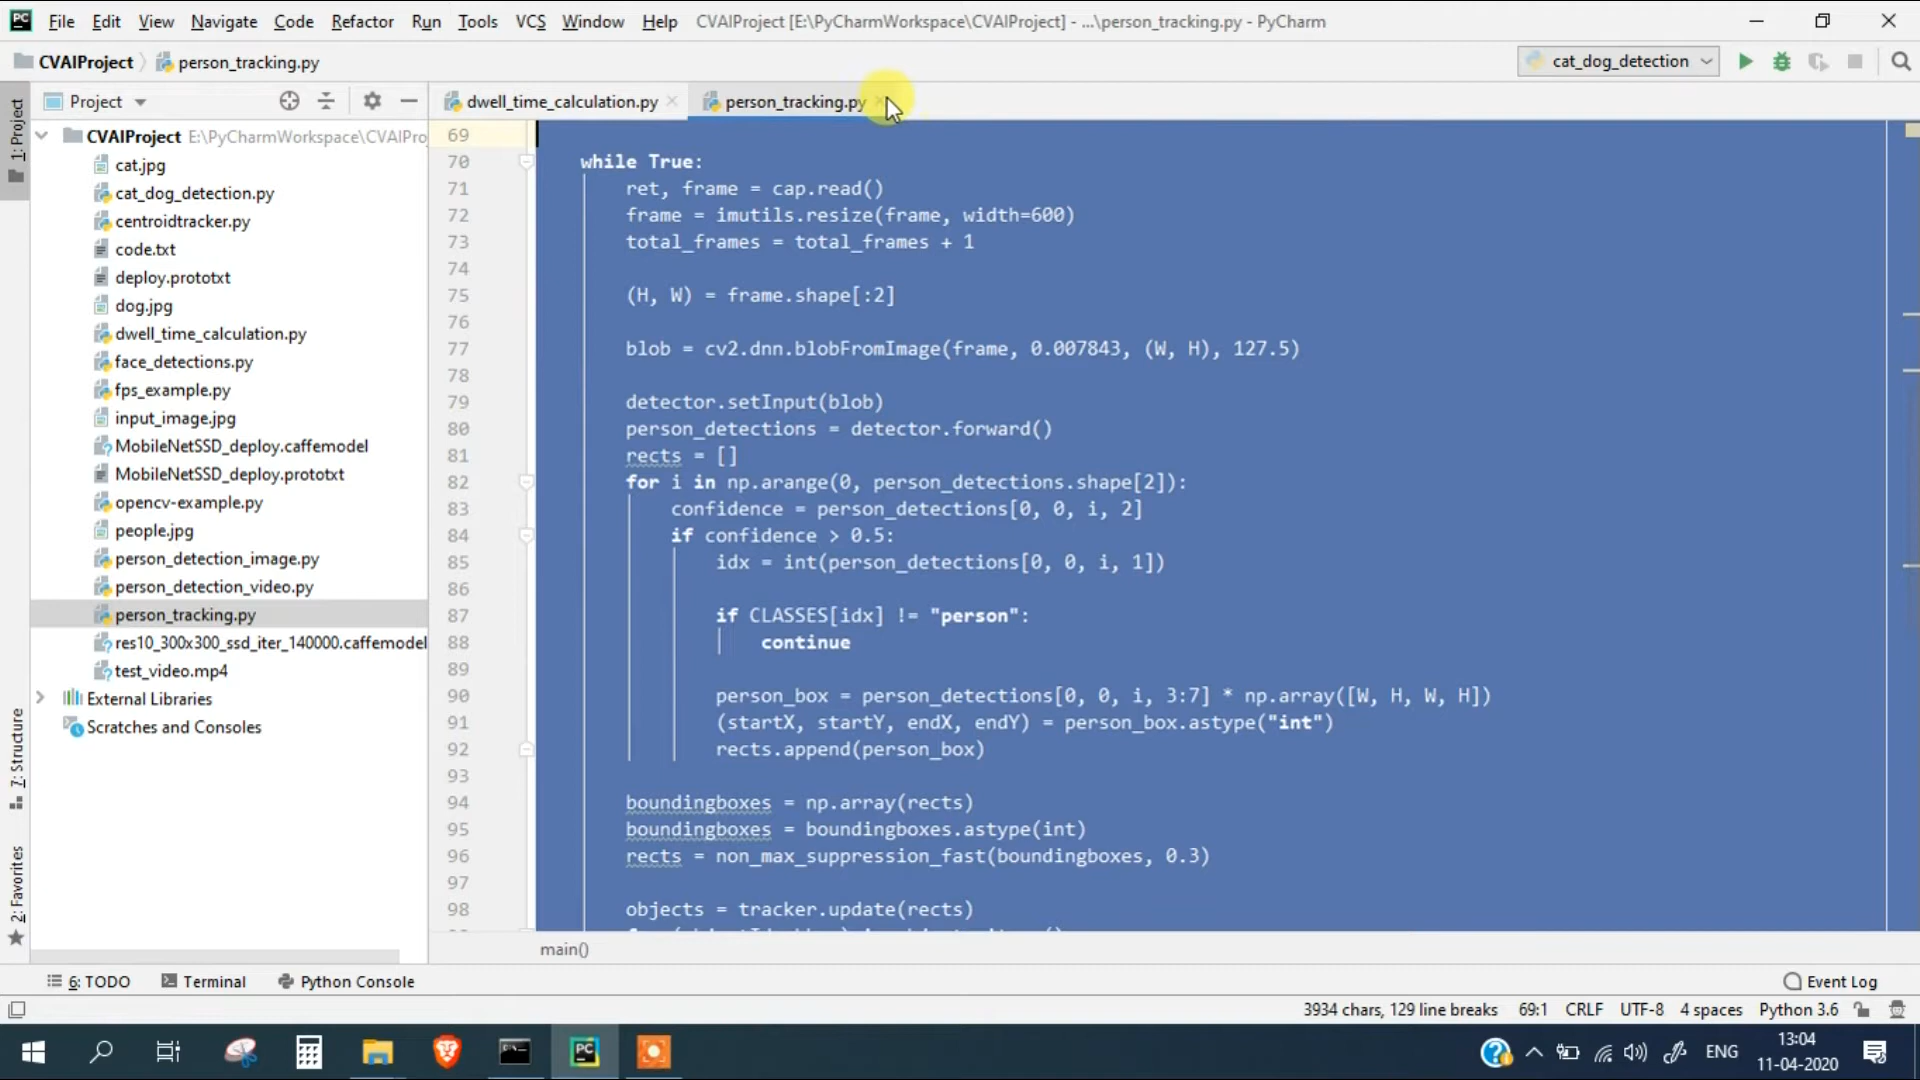 PC File Edit View Navigate Code Refactor Run Tools VCS Window Help CVAIProject [E:\PyCharmWorkspace\CVAIProject] - ...\person_tracking.py - PyCharm
CVAIProject person_tracking.py cat_dog_detection
1: Project
Project
dwell_time_calculation.py person_tracking.py
CVAIProject E:\PyCharmWorkspace\CVAIPro
cat.jpg
cat_dog_detection.py
centroidtracker.py
code.txt
deploy.prototxt
dog.jpg
dwell_time_calculation.py
face_detections.py
fps_example.py
input_image.jpg
MobileNetSSD_deploy.caffemodel
MobileNetSSD_deploy.prototxt
opencv-example.py
people.jpg
person_detection_image.py
person_detection_video.py
person_tracking.py
res10_300x300_ssd_iter_140000.caffemodel
test_video.mp4
External Libraries
Scratches and Consoles
7: Structure
2: Favorites
69
70 while True:
71 ret, frame = cap.read()
72 frame = imutils.resize(frame, width=600)
73 total_frames = total_frames + 1
74
75 (H, W) = frame.shape[:2]
76
77 blob = cv2.dnn.blobFromImage(frame, 0.007843, (W, H), 127.5)
78
79 detector.setInput(blob)
80 person_detections = detector.forward()
81 rects = []
82 for i in np.arange(0, person_detections.shape[2]):
83 confidence = person_detections[0, 0, i, 2]
84 if confidence > 0.5:
85 idx = int(person_detections[0, 0, i, 1])
86
87 if CLASSES[idx] != "person":
88 continue
89
90 person_box = person_detections[0, 0, i, 3:7] * np.array([W, H, W, H])
91 (startX, startY, endX, endY) = person_box.astype("int")
92 rects.append(person_box)
93
94 boundingboxes = np.array(rects)
95 boundingboxes = boundingboxes.astype(int)
96 rects = non_max_suppression_fast(boundingboxes, 0.3)
97
98 objects = tracker.update(rects)
main()
6: TODO Terminal Python Console Event Log
3934 chars, 129 line breaks 69:1 CRLF UTF-8 4 spaces Python 3.6
PC ENG 13:04
11-04-2020